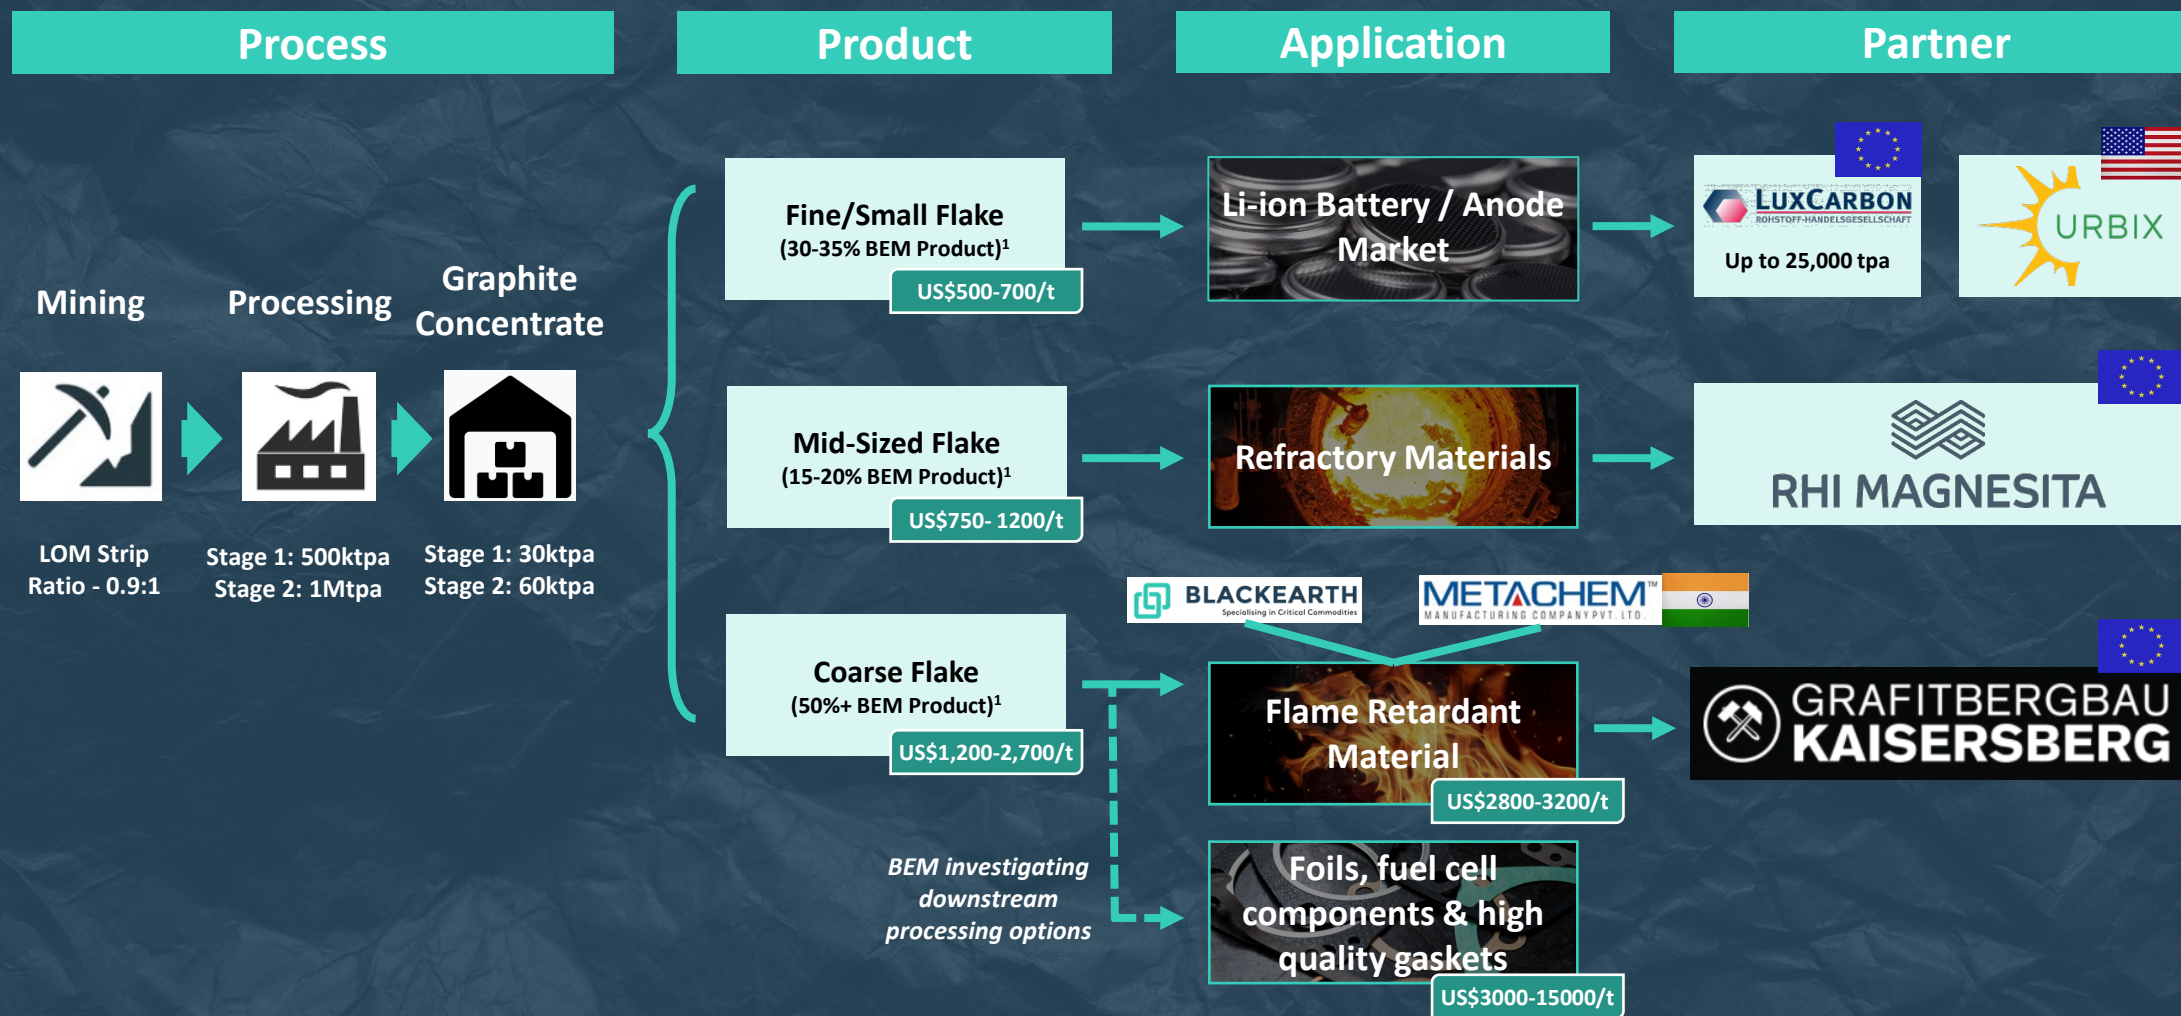 Process
Product
Application
Partner
Mining
Processing
Graphite
Concentrate
LOM Strip
Ratio - 0.9:1
Stage 1: 500ktpa
Stage 2: 1Mtpa
Stage 1: 30ktpa
Stage 2: 60ktpa
Fine/Small Flake
(30-35% BEM Product)¹
US$500-700/t
Li-ion Battery / Anode
Market
LUXCARBON
ROHSTOFF-HANDELSGESELLSCHAFT
Up to 25,000 tpa
URBIX
Mid-Sized Flake
(15-20% BEM Product)¹
US$750- 1200/t
Refractory Materials
RHI MAGNESITA
BLACKEARTH
Specialising in Critical Commodities
METACHEM™
MANUFACTURING COMPANY PVT. LTD.
Coarse Flake
(50%+ BEM Product)¹
US$1,200-2,700/t
Flame Retardant
Material
US$2800-3200/t
GRAFITBERGBAU
KAISERSBERG
BEM investigating
downstream
processing options
Foils, fuel cell
components & high
quality gaskets
US$3000-15000/t